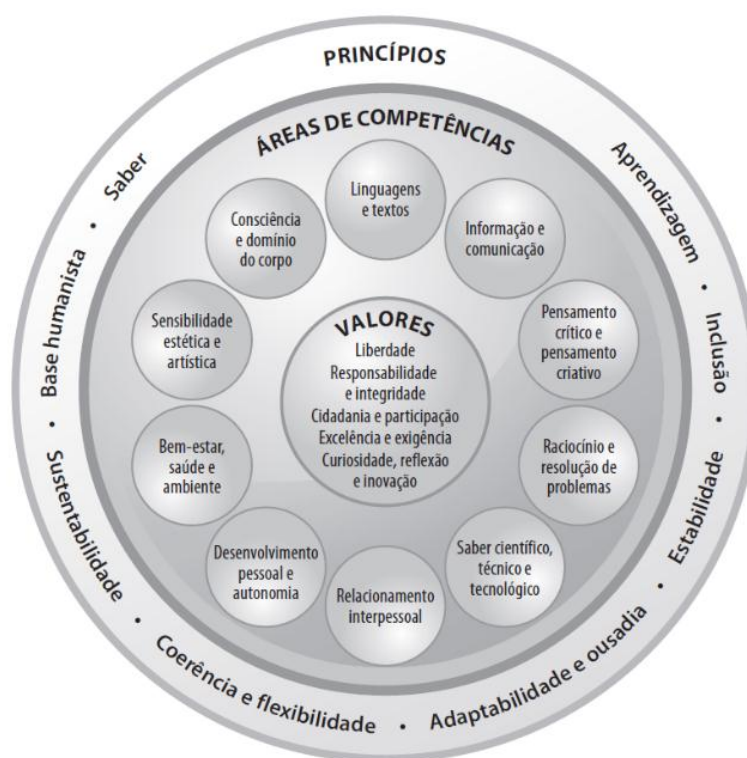 PRINCÍPIOS
Saber
Aprendizagem
Inclusão
Estabilidade
Adaptabilidade e ousadia
Coerência e flexibilidade
Sustentabilidade
Base humanista
ÁREAS DE COMPETÊNCIAS
Linguagens
e textos
Informação e
comunicação
Pensamento
crítico e
pensamento
criativo
Raciocínio e
resolução de
problemas
Saber científico,
técnico e
tecnológico
Relacionamento
interpessoal
Desenvolvimento
pessoal e
autonomia
Bem-estar,
saúde e
ambiente
Sensibilidade
estética e
artística
Consciência
e domínio
do corpo
VALORES
Liberdade
Responsabilidade
e integridade
Cidadania e participação
Excelência e exigência
Curiosidade, reflexão
e inovação